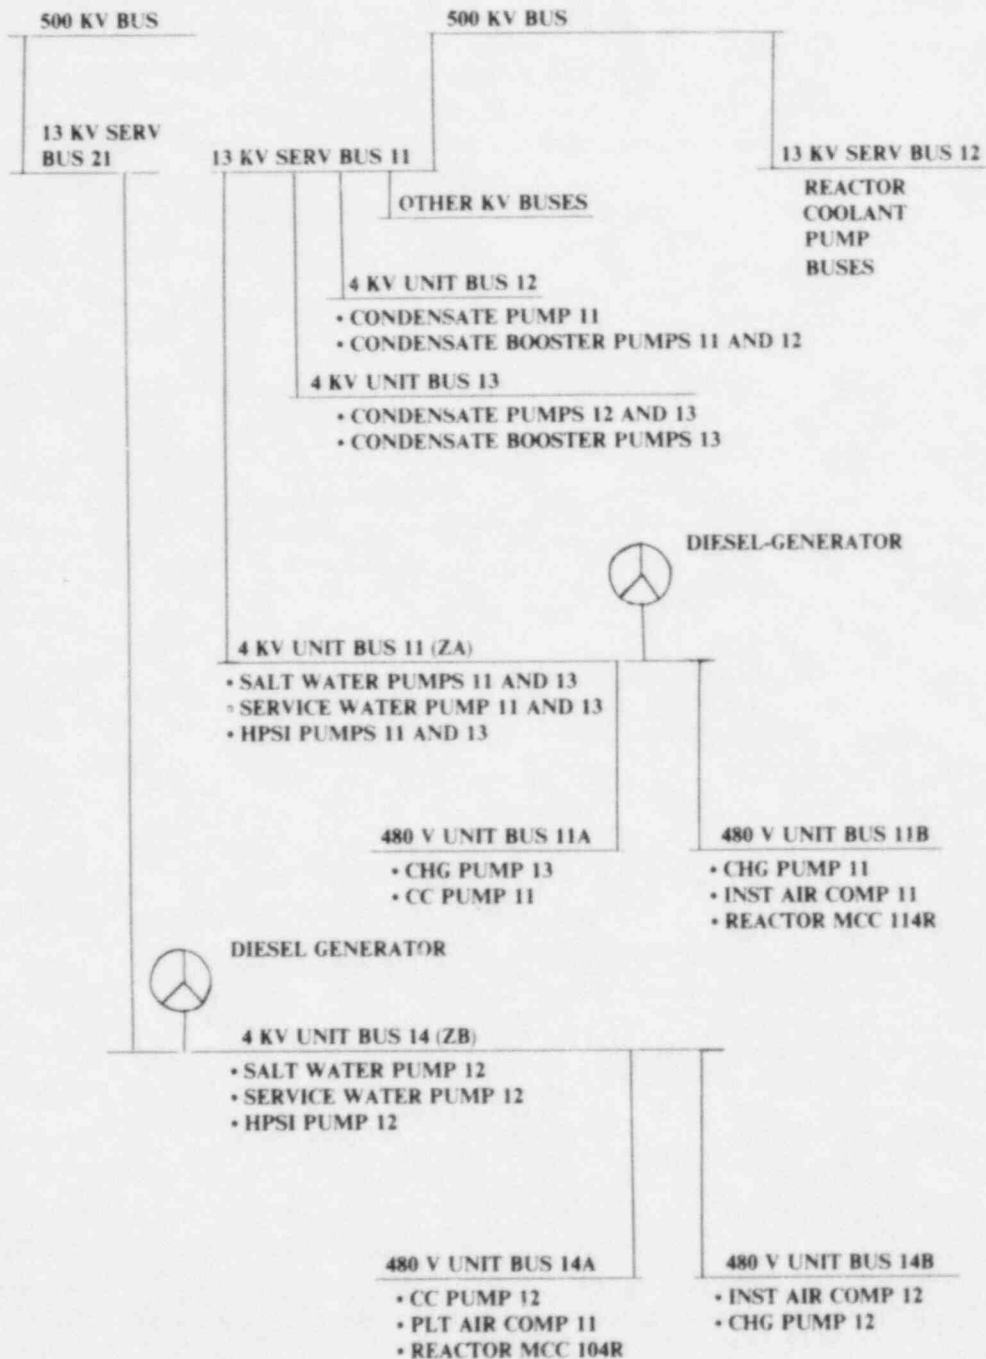 500 KV BUS
500 KV BUS
13 KV SERV
BUS 21
13 KV SERV BUS 11
13 KV SERV BUS 12
REACTOR
COOLANT
PUMP
BUSES
OTHER KV BUSES
4 KV UNIT BUS 12
• CONDENSATE PUMP 11
• CONDENSATE BOOSTER PUMPS 11 AND 12
4 KV UNIT BUS 13
• CONDENSATE PUMPS 12 AND 13
• CONDENSATE BOOSTER PUMPS 13
DIESEL-GENERATOR
4 KV UNIT BUS 11 (ZA)
• SALT WATER PUMPS 11 AND 13
• SERVICE WATER PUMP 11 AND 13
• HPSI PUMPS 11 AND 13
480 V UNIT BUS 11A
• CHG PUMP 13
• CC PUMP 11
480 V UNIT BUS 11B
• CHG PUMP 11
• INST AIR COMP 11
• REACTOR MCC 114R
DIESEL GENERATOR
4 KV UNIT BUS 14 (ZB)
• SALT WATER PUMP 12
• SERVICE WATER PUMP 12
• HPSI PUMP 12
480 V UNIT BUS 14A
• CC PUMP 12
• PLT AIR COMP 11
• REACTOR MCC 104R
480 V UNIT BUS 14B
• INST AIR COMP 12
• CHG PUMP 12